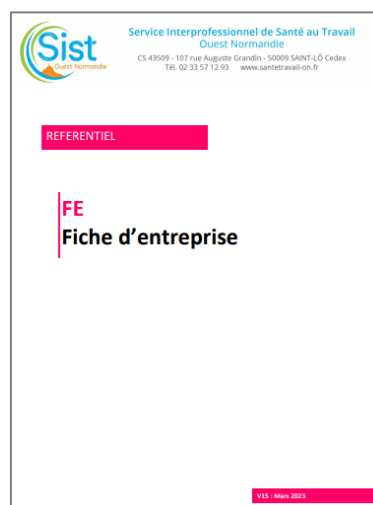 Sist
Ouest Normandie
Service Interprofessionnel de Santé au Travail
Ouest Normandie
CS 43509 - 107 rue Auguste Grandin - 50009 SAINT-LÔ Cedex
Tél. 02 33 57 12 93 www.santetravail-on.fr
REFERENTIEL
FE
Fiche d’entreprise
V15 : Mars 2023